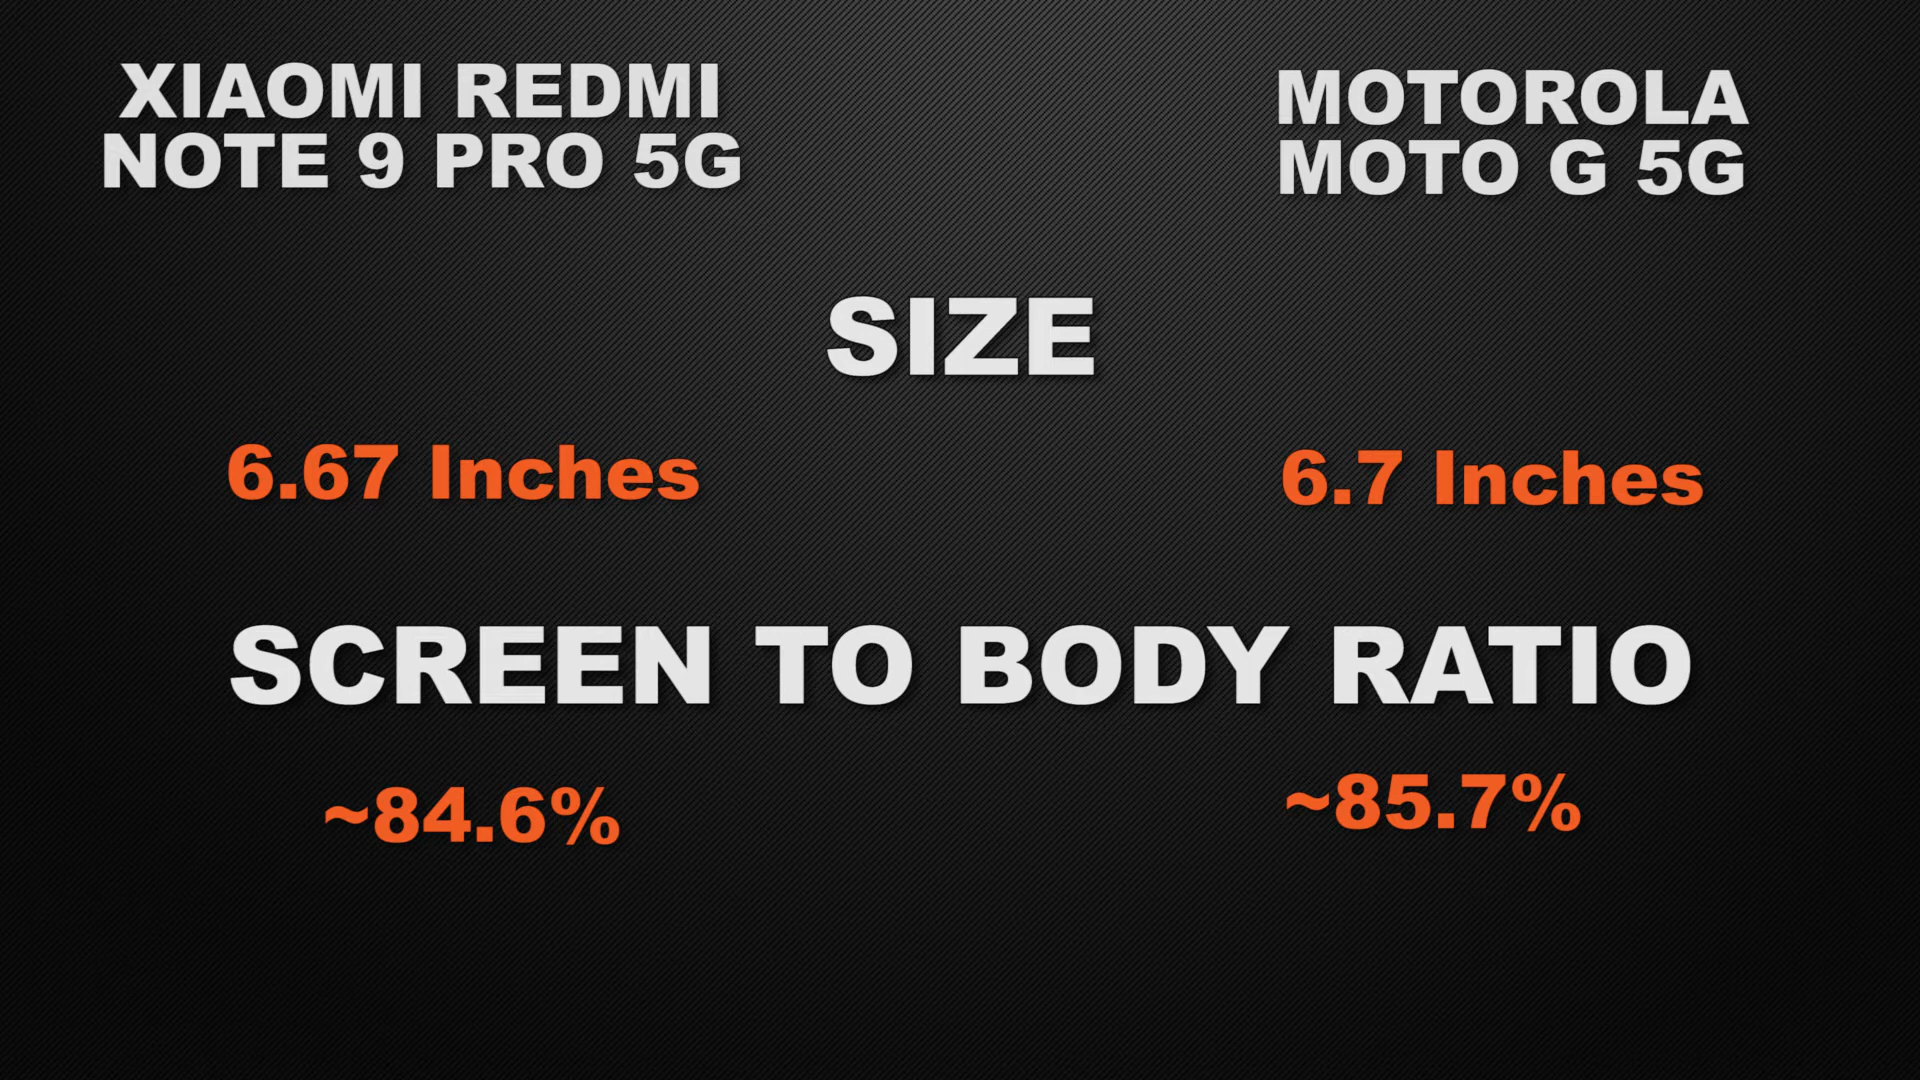 XIAOMI REDMI
NOTE 9 PRO 5G
MOTOROLA
MOTO G 5G
SIZE
6.67 Inches
6.7 Inches
SCREEN TO BODY RATIO
~84.6%
~85.7%